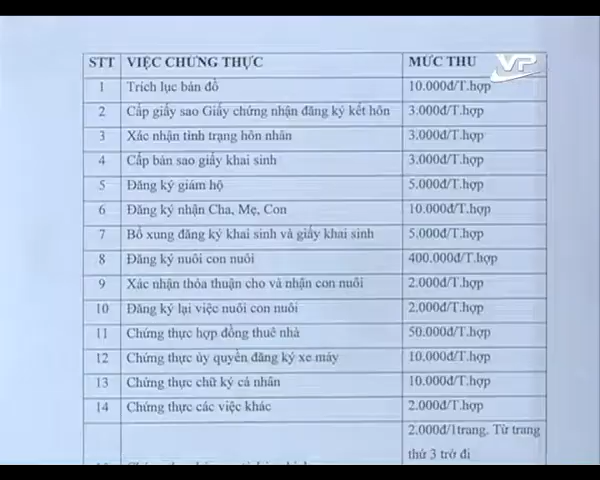 VP
STT VIỆC CHỨNG THỰC MỨC THU
1 Trích lục bản đồ 10.000đ/T.hợp
2 Cấp giấy sao Giấy chứng nhận đăng ký kết hôn 3.000đ/T.hợp
3 Xác nhận tình trạng hôn nhân 3.000đ/T.hợp
4 Cấp bản sao giấy khai sinh 3.000đ/T.hợp
5 Đăng ký giám hộ 5.000đ/T.hợp
6 Đăng ký nhận Cha, Mẹ, Con 10.000đ/T.hợp
7 Bổ xung đăng ký khai sinh và giấy khai sinh 5.000đ/T.hợp
8 Đăng ký nuôi con nuôi 400.000đ/T.hợp
9 Xác nhận thỏa thuận cho và nhận con nuôi 2.000đ/T.hợp
10 Đăng ký lại việc nuôi con nuôi 2.000đ/T.hợp
11 Chứng thực hợp đồng thuê nhà 50.000đ/T.hợp
12 Chứng thực ủy quyền đăng ký xe máy 10.000đ/T.hợp
13 Chứng thực chữ ký cá nhân 10.000đ/T.hợp
14 Chứng thực các việc khác 2.000đ/T.hợp
2.000đ/1trang. Từ trang
thứ 3 trở đi